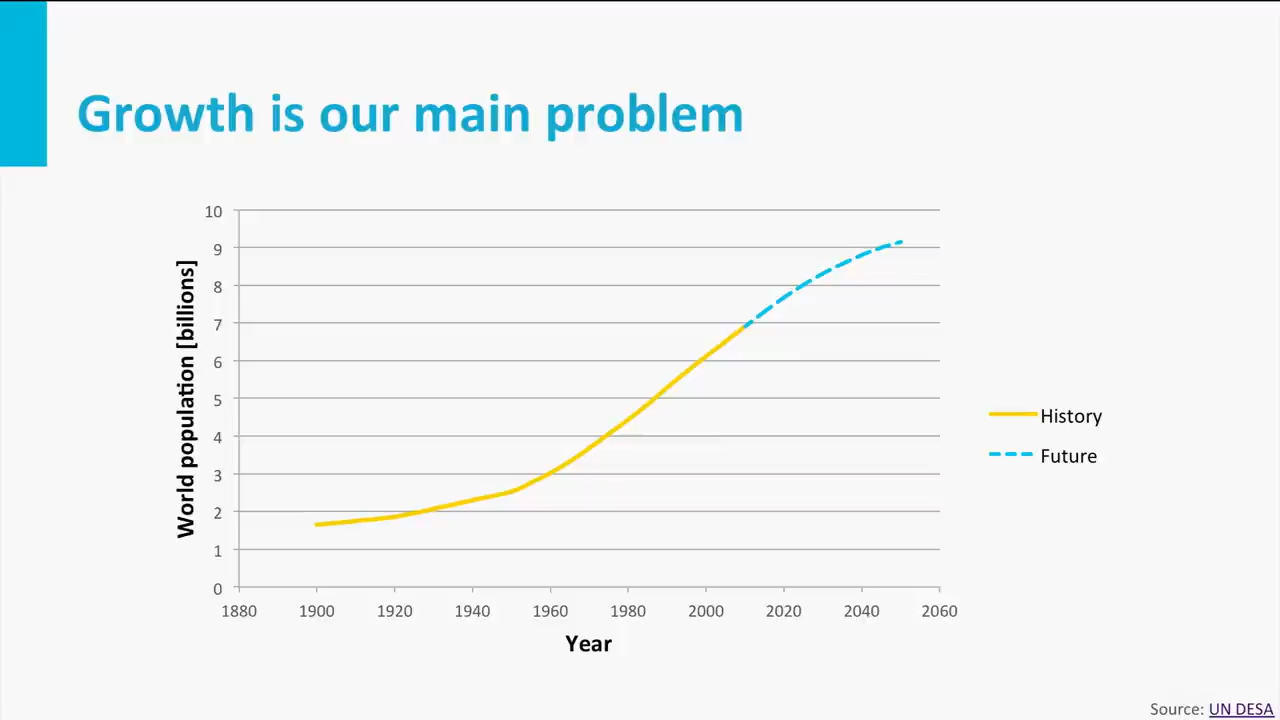 Growth is our main problem
10
9
8
7
6
5
4
3
2
1
0
World population [billions]
1880 1900 1920 1940 1960 1980 2000 2020 2040 2060
Year
History
Future
Source: UN DESA